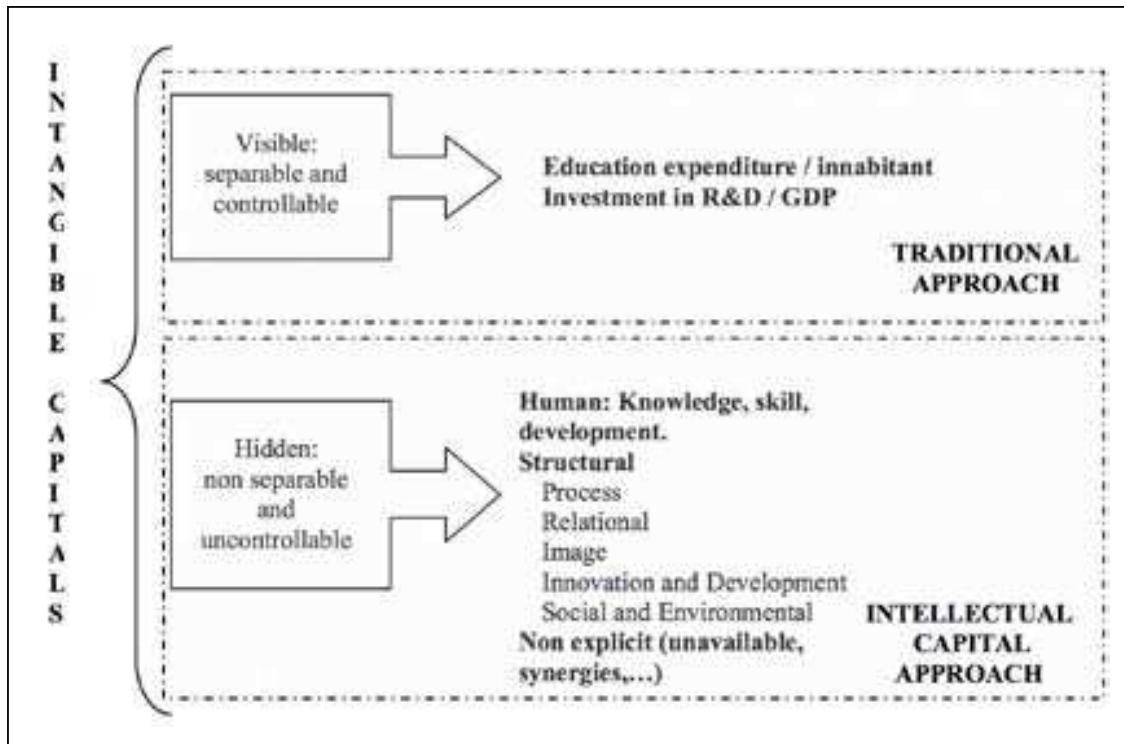 INTANGIBLE CAPITALS
Visible:
separable and
controllable
Education expenditure / innabitant
Investment in R&D / GDP
TRADITIONAL
APPROACH
Hidden:
non separable
and
uncontrollable
Human: Knowledge, skill,
development.
Structural
Process
Relational
Image
Innovation and Development
Social and Environmental
Non explicit (unavailable,
synergies,...)
INTELLECTUAL
CAPITAL
APPROACH